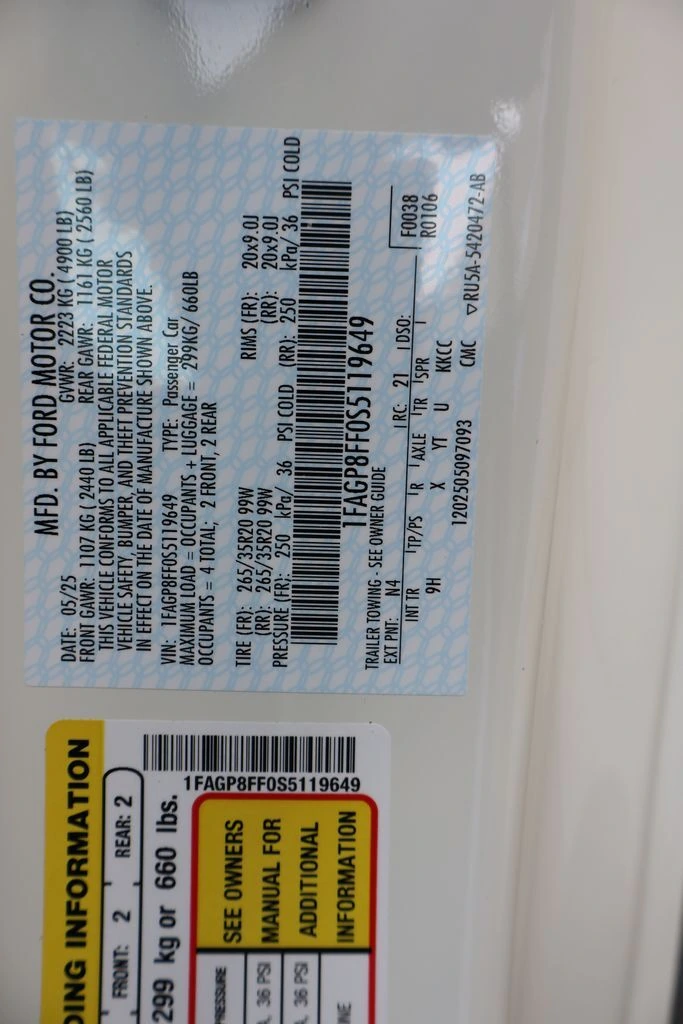 MFD. BY FORD MOTOR CO.
DATE: 05/25 GVWR: 2223 KG ( 4900 LB)
FRONT GAWR: 1107 KG ( 2440 LB) REAR GAWR: 1161 KG ( 2560 LB)
THIS VEHICLE CONFORMS TO ALL APPLICABLE FEDERAL MOTOR
VEHICLE SAFETY, BUMPER, AND THEFT PREVENTION STANDARDS
IN EFFECT ON THE DATE OF MANUFACTURE SHOWN ABOVE.
VIN: 1FAGP8FF0S5119649 TYPE: Passenger Car
MAXIMUM LOAD = OCCUPANTS + LUGGAGE = 299KG/ 660LB
OCCUPANTS = 4 TOTAL; 2 FRONT, 2 REAR
TIRE (FR): 265/35R20 99W RIMS (FR): 20x9.0J
(RR): 265/35R20 99W (RR): 20x9.0J
PRESSURE (FR): 250 kPa/ 36 PSI COLD (RR): 250 kPa/ 36 PSI COLD
1FAGP8FF0S5119649
TRAILER TOWING - SEE OWNER GUIDE
EXT PNT: N4 RC: 21 DSO: F0038
R0106
INT TR TP/PS R AXLE TR SPR
9H X YT U KKCC
1202505097093 CMC ▽RU5A-5420472-AB
DING INFORMATION
FRONT: 2 REAR: 2
1FAGP8FF0S5119649
299 kg or 660 lbs.
PRESSURE
36 PSI
36 PSI
SEE OWNERS
MANUAL FOR
ADDITIONAL
INFORMATION